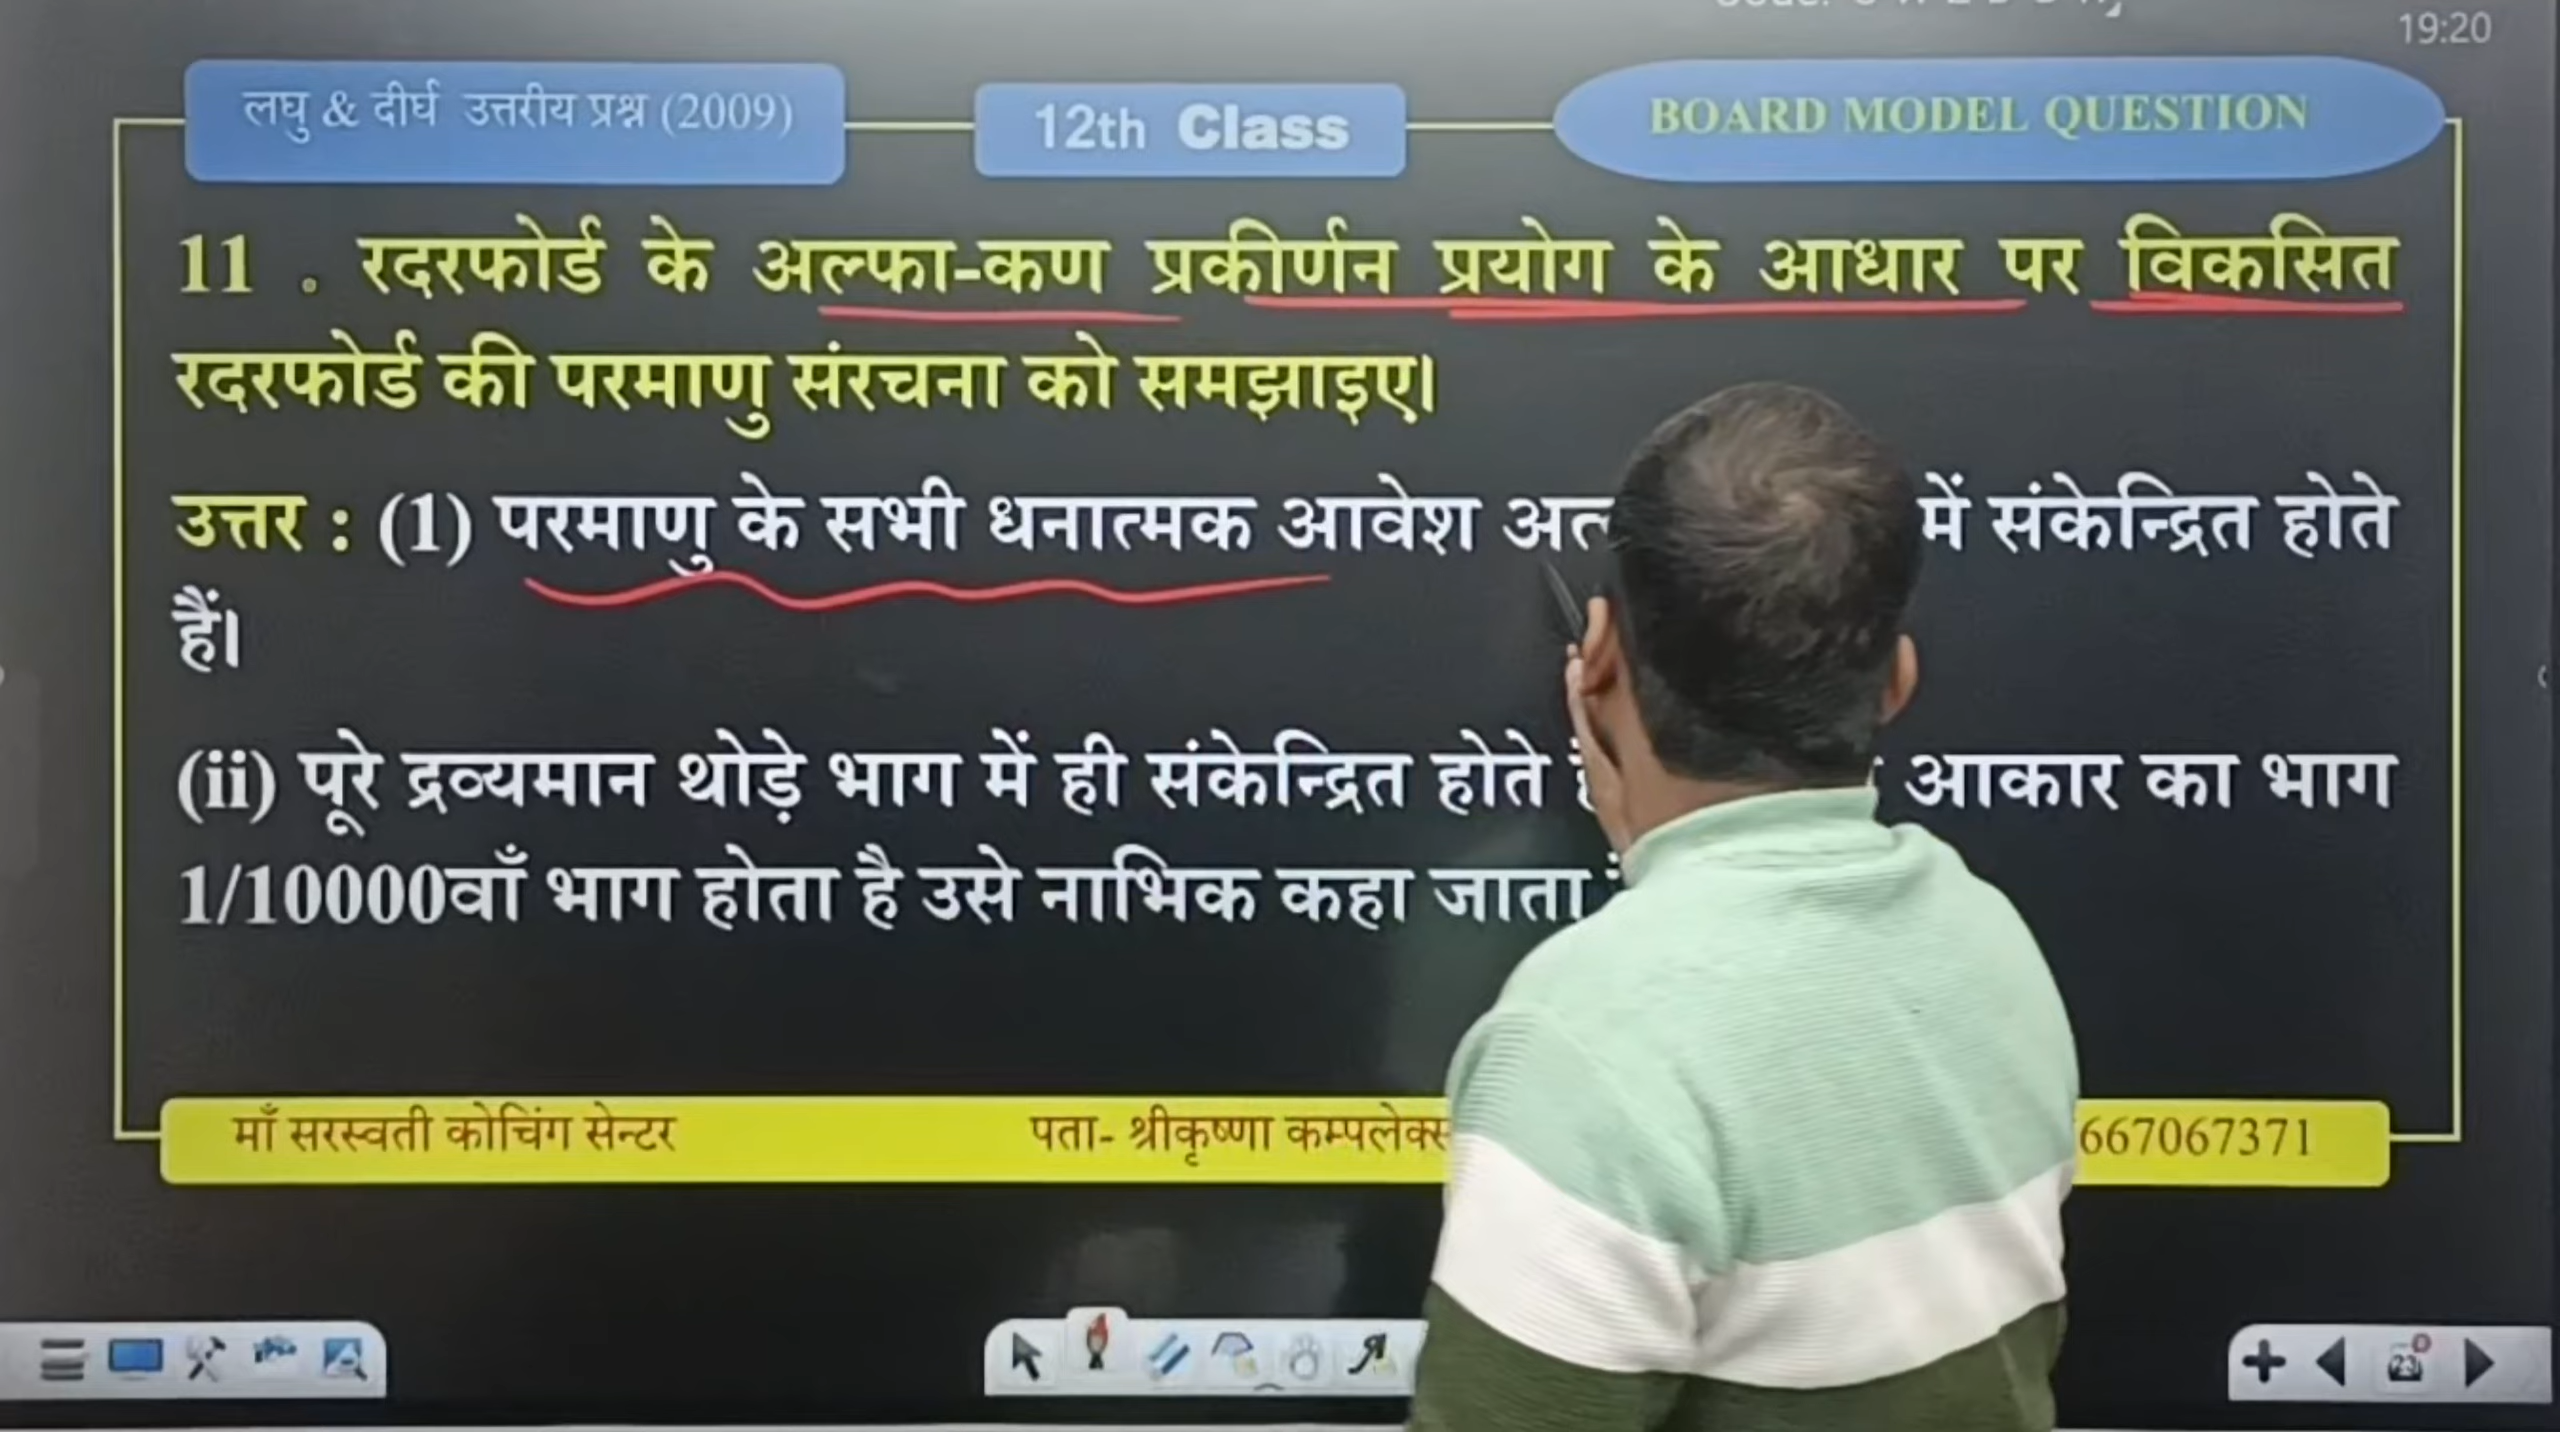 19:20
लघु & दीर्घ उत्तरीय प्रश्न (2009)
12th Class
BOARD MODEL QUESTION
11 . रदरफोर्ड के अल्फा-कण प्रकीर्णन प्रयोग के आधार पर विकसित
रदरफोर्ड की परमाणु संरचना को समझाइए।
उत्तर : (1) परमाणु के सभी धनात्मक आवेश में संकेन्द्रित होते
हैं।
(ii) पूरे द्रव्यमान थोड़े भाग में ही संकेन्द्रित होते आकार का भाग
1/10000वाँ भाग होता है उसे नाभिक कहा जाता
माँ सरस्वती कोचिंग सेन्टर
पता- श्रीकृष्णा कम्पलेक्स
667067371